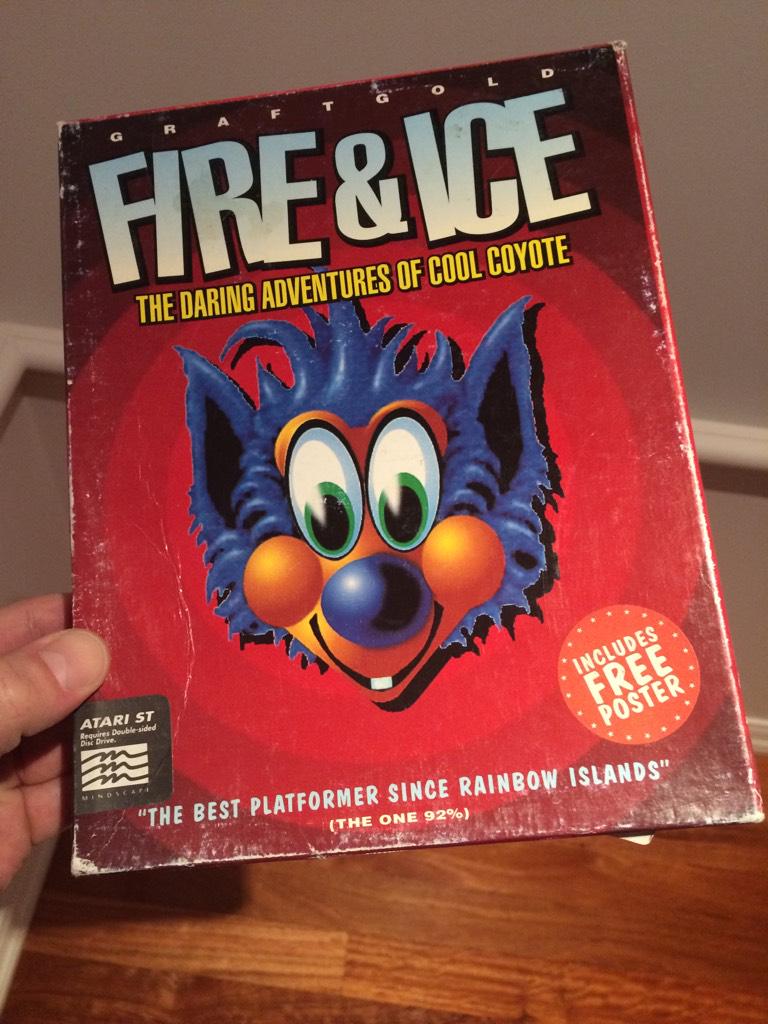 GRAFTGOLD
FIRE & ICE
THE DARING ADVENTURES OF COOL COYOTE
INCLUDES
FREE
POSTER
ATARI ST
Requires Double-sided
Disc Drive.
MINDSCAPE
"THE BEST PLATFORMER SINCE RAINBOW ISLANDS"
(THE ONE 92%)